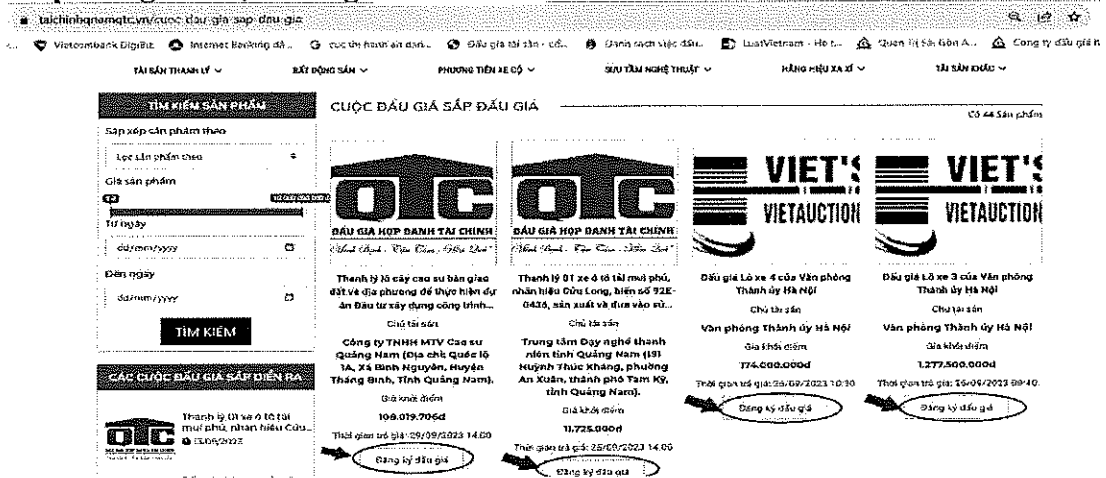 taichinhqnamqtc.vn/cuoc-dau-gia-sap-dau-gia
Vietcombank DigiBiz
Internet Banking dà...
Đấu giá tài sản - cổ...
LuatVietnam - Hệ t...
TÀI SẢN THANH LÝ
BẤT ĐỘNG SẢN
PHƯƠNG TIỆN XE CỘ
SƯU TẦM NGHỆ THUẬT
HÀNG HIỆU XA XỈ
TÀI SẢN KHÁC
TÌM KIẾM SẢN PHẨM
Sắp xếp sản phẩm theo
Lọc sản phẩm theo
Giá sản phẩm
Từ ngày
dd/mm/yyyy
Đến ngày
dd/mm/yyyy
TÌM KIẾM
CÁC CUỘC ĐẤU GIÁ SẮP DIỄN RA
Thanh lý 01 xe ô tô tải
mui phủ, nhãn hiệu Cửu...
CUỘC ĐẤU GIÁ SẮP ĐẤU GIÁ
Có 44 Sản phẩm
QTC
ĐẤU GIÁ HỢP DANH TÀI CHÍNH
Thanh lý lô cây cao su bàn giao
đất về địa phương để thực hiện dự
án Đầu tư xây dựng công trình...
Chủ tài sản
Công ty TNHH MTV Cao su
Quảng Nam (Địa chỉ: Quốc lộ
1A, Xã Bình Nguyên, Huyện
Thăng Bình, Tỉnh Quảng Nam).
Giá khởi điểm
109.019.706đ
Thời gian trả giá: 29/09/2023 14:00
Đăng ký đấu giá
QTC
ĐẤU GIÁ HỢP DANH TÀI CHÍNH
Thanh lý 01 xe ô tô tải mui phủ,
nhãn hiệu Cửu Long, biển số 92E-
0436, sản xuất và đưa vào sử...
Chủ tài sản
Trung tâm Dạy nghề thanh
niên tỉnh Quảng Nam (191
Huỳnh Thúc Kháng, phường
An Xuân, thành phố Tam Kỳ,
tỉnh Quảng Nam).
Giá khởi điểm
11.725.000đ
Thời gian trả giá: 26/09/2023 14:00
Đăng ký đấu giá
VIET'S
VIETAUCTION
Đấu giá Lô xe 4 của Văn phòng
Thành ủy Hà Nội
Chủ tài sản
Văn phòng Thành ủy Hà Nội
Giá khởi điểm
174.000.000đ
Thời gian trả giá: 26/09/2023 10:30
Đăng ký đấu giá
VIET'S
VIETAUCTION
Đấu giá Lô xe 3 của Văn phòng
Thành ủy Hà Nội
Chủ tài sản
Văn phòng Thành ủy Hà Nội
Giá khởi điểm
1.277.500.000đ
Thời gian trả giá: 26/09/2023 09:40
Đăng ký đấu giá